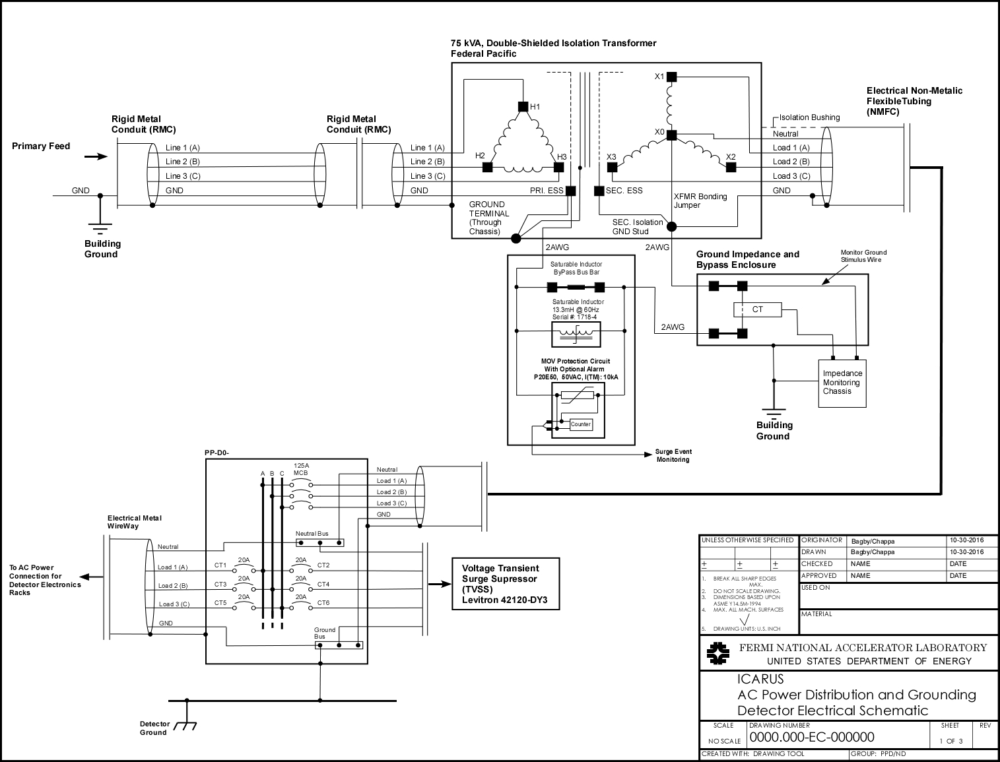 75 kVA, Double-Shielded Isolation Transformer
Federal Pacific
Electrical Non-Metalic
FlexibleTubing
(NMFC)
Rigid Metal
Conduit (RMC)
Rigid Metal
Conduit (RMC)
Primary Feed
Line 1 (A)
Line 2 (B)
Line 3 (C)
GND
GND
Building
Ground
Line 1 (A)
Line 2 (B)
Line 3 (C)
GND
H1
H2
H3
PRI. ESS
GROUND
TERMINAL
(Through
Chassis)
X1
X0
X3
X2
SEC. ESS
XFMR Bonding
Jumper
SEC. Isolation
GND Stud
Isolation Bushing
Neutral
Load 1 (A)
Load 2 (B)
Load 3 (C)
GND
2AWG
2AWG
Saturable Inductor
ByPass Bus Bar
Saturable Inductor
13.3mH @ 60Hz
Serial #: 1718-4
MOV Protection Circuit
With Optional Alarm
P20E50, 50VAC, I(TM): 10kA
Counter
Surge Event
Monitoring
2AWG
Ground Impedance and
Bypass Enclosure
Monitor Ground
Stimulus Wire
CT
Impedance
Monitoring
Chassis
Building
Ground
PP-D0-
A B C
125A
MCB
Neutral
Load 1 (A)
Load 2 (B)
Load 3 (C)
GND
Neutral Bus
Electrical Metal
WireWay
Neutral
Load 1 (A)
Load 2 (B)
Load 3 (C)
GND
To AC Power
Connection for
Detector Electronics
Racks
CT1 20A 20A CT2
CT3 20A 20A CT4
CT5 20A 20A CT6
Ground
Bus
Voltage Transient
Surge Supressor
(TVSS)
Levitron 42120-DY3
Detector
Ground
UNLESS OTHERWISE SPECIFIED
± ± ±
1. BREAK ALL SHARP EDGES
MAX.
2. DO NOT SCALE DRAWING.
3. DIMENSIONS BASED UPON
ASME Y14.5M-1994
4. MAX. ALL MACH. SURFACES
5. DRAWING UNITS: U.S. INCH
ORIGINATOR Bagby/Chappa 10-30-2016
DRAWN Bagby/Chappa 10-30-2016
CHECKED NAME DATE
APPROVED NAME DATE
USED ON
MATERIAL
FERMI NATIONAL ACCELERATOR LABORATORY
UNITED STATES DEPARTMENT OF ENERGY
ICARUS
AC Power Distribution and Grounding
Detector Electrical Schematic
SCALE
NO SCALE
DRAWING NUMBER
0000.000-EC-000000
SHEET
1 OF 3
REV
CREATED WITH: DRAWING TOOL
GROUP: PPD/ND